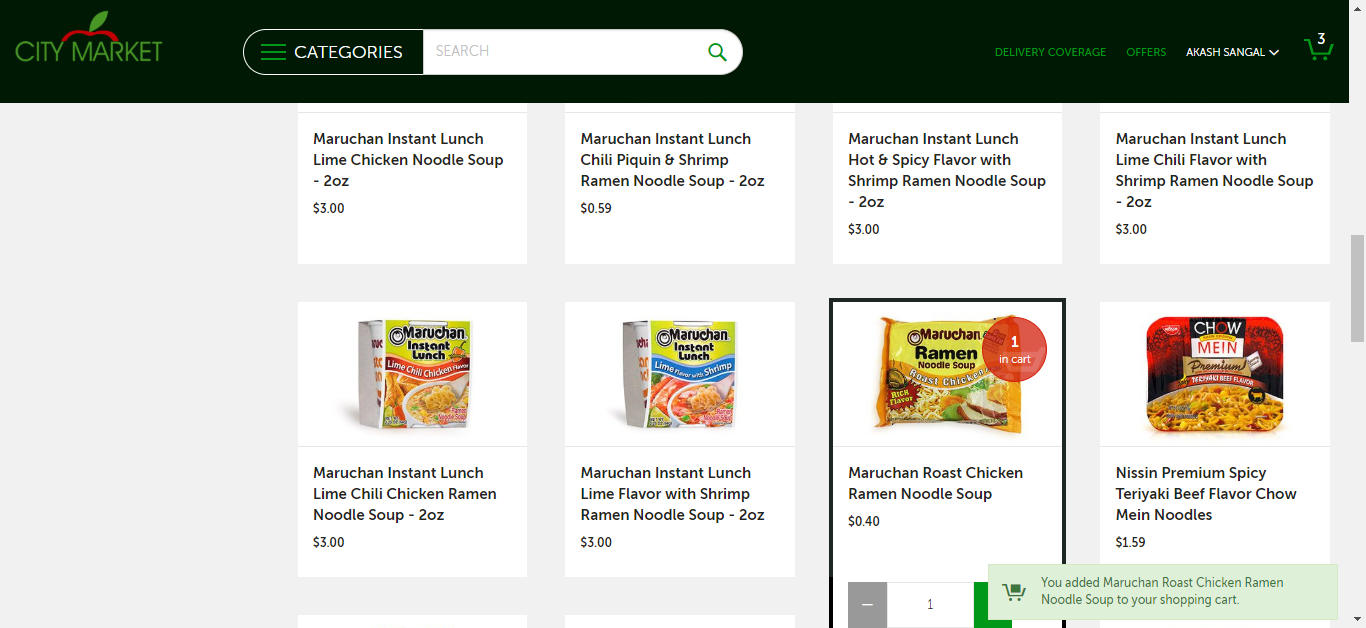 CITY MARKET
CATEGORIES
SEARCH
DELIVERY COVERAGE
OFFERS
AKASH SANGAL
3
Maruchan Instant Lunch
Lime Chicken Noodle Soup
- 2oz
$3.00
Maruchan Instant Lunch
Chili Piquin & Shrimp
Ramen Noodle Soup - 2oz
$0.59
Maruchan Instant Lunch
Hot & Spicy Flavor with
Shrimp Ramen Noodle Soup
- 2oz
$3.00
Maruchan Instant Lunch
Lime Chili Flavor with
Shrimp Ramen Noodle Soup
- 2oz
$3.00
Maruchan
Instant
Lunch
Lime Chili Chicken Flavor
Ramen
Noodle Soup
Maruchan Instant Lunch
Lime Chili Chicken Ramen
Noodle Soup - 2oz
$3.00
Maruchan
Instant
Lunch
Lime Flavor with Shrimp
Ramen
Noodle Soup
Maruchan Instant Lunch
Lime Flavor with Shrimp
Ramen Noodle Soup - 2oz
$3.00
Maruchan
Ramen
Noodle Soup
Roast Chicken
RICH
Flavor
1
in cart
Maruchan Roast Chicken
Ramen Noodle Soup
$0.40
1
CHOW
MEIN
Premium
TERIYAKI BEEF FLAVOR
Nissin Premium Spicy
Teriyaki Beef Flavor Chow
Mein Noodles
$1.59
You added Maruchan Roast Chicken Ramen
Noodle Soup to your shopping cart.